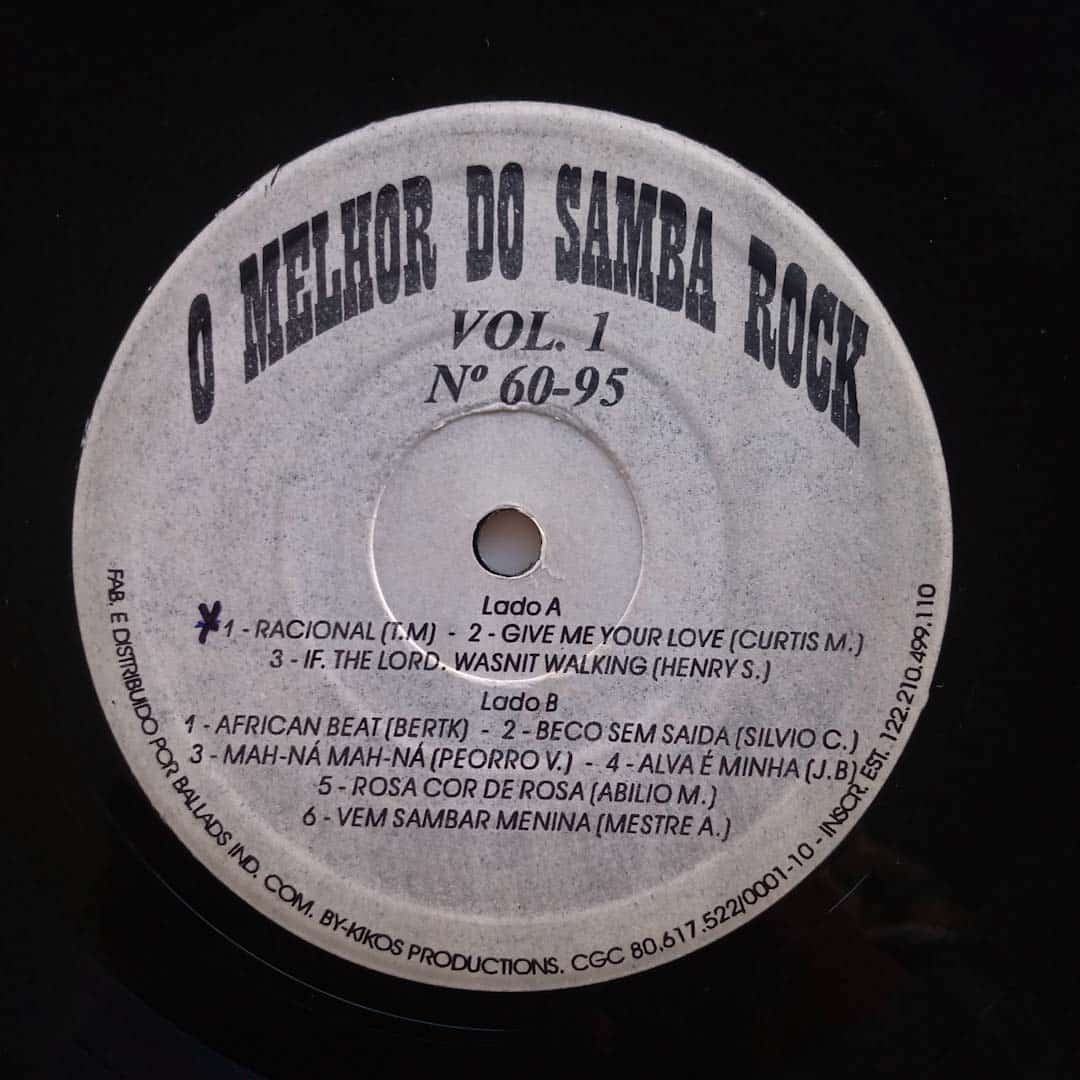 O MELHOR DO SAMBA ROCK
VOL. 1
Nº 60-95
Lado A
1 - RACIONAL (T.M) - 2 - GIVE ME YOUR LOVE (CURTIS M.)
3 - IF. THE LORD. WASNIT WALKING (HENRY S.)
Lado B
1 - AFRICAN BEAT (BERTK) - 2 - BECO SEM SAIDA (SILVIO C.)
3 - MAH-NÁ MAH-NÁ (PEORRO V.) - 4 - ALVA É MINHA (J.B)
5 - ROSA COR DE ROSA (ABILIO M.)
6 - VEM SAMBAR MENINA (MESTRE A.)
FAB. E DISTRIBUIDO POR BALLADS IND. COM. BY-KIKOS PRODUCTIONS. CGC 80.617.522/0001-10 - INSCR. EST. 122.210.499.110